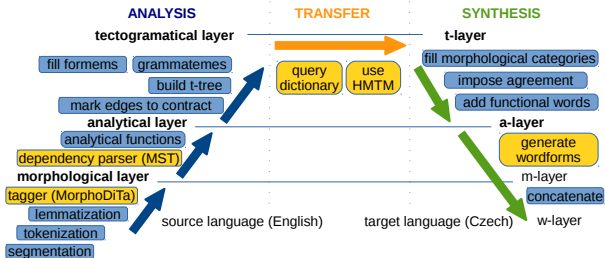 ANALYSIS
TRANSFER
SYNTHESIS
tectogramatical layer
t-layer
fill formems
grammatemes
build t-tree
mark edges to contract
query
dictionary
use
HMTM
fill morphological categories
impose agreement
add functional words
analytical layer
a-layer
analytical functions
dependency parser (MST)
generate
wordforms
morphological layer
m-layer
tagger (MorphoDiTa)
concatenate
lemmatization
tokenization
segmentation
source language (English)
target language (Czech)
w-layer